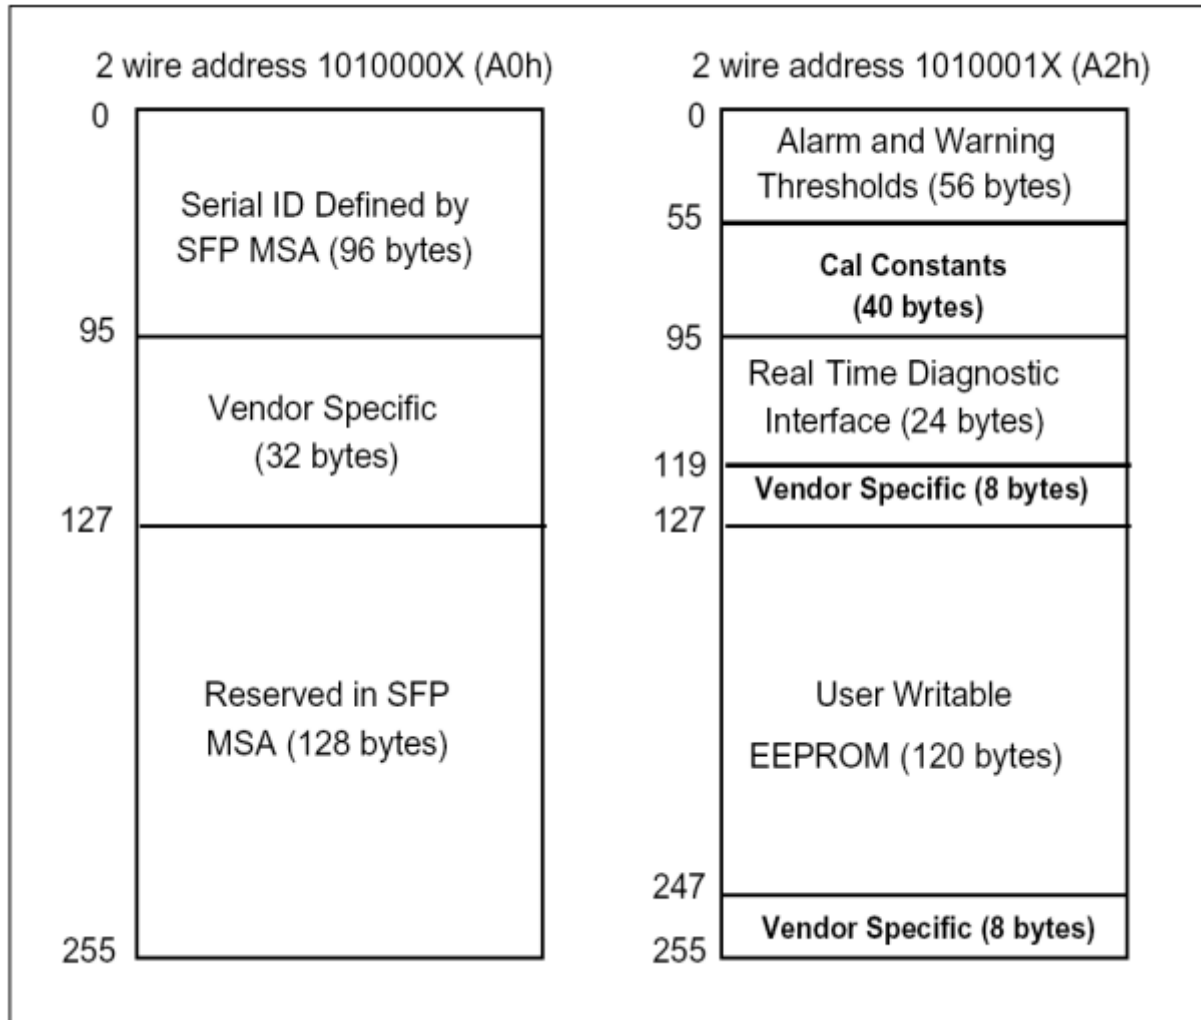 2 wire address 1010000X (A0h)
0
Serial ID Defined by
SFP MSA (96 bytes)
95
Vendor Specific
(32 bytes)
127
Reserved in SFP
MSA (128 bytes)
255
2 wire address 1010001X (A2h)
0
Alarm and Warning
Thresholds (56 bytes)
55
Cal Constants
(40 bytes)
95
Real Time Diagnostic
Interface (24 bytes)
119
Vendor Specific (8 bytes)
127
User Writable
EEPROM (120 bytes)
247
Vendor Specific (8 bytes)
255